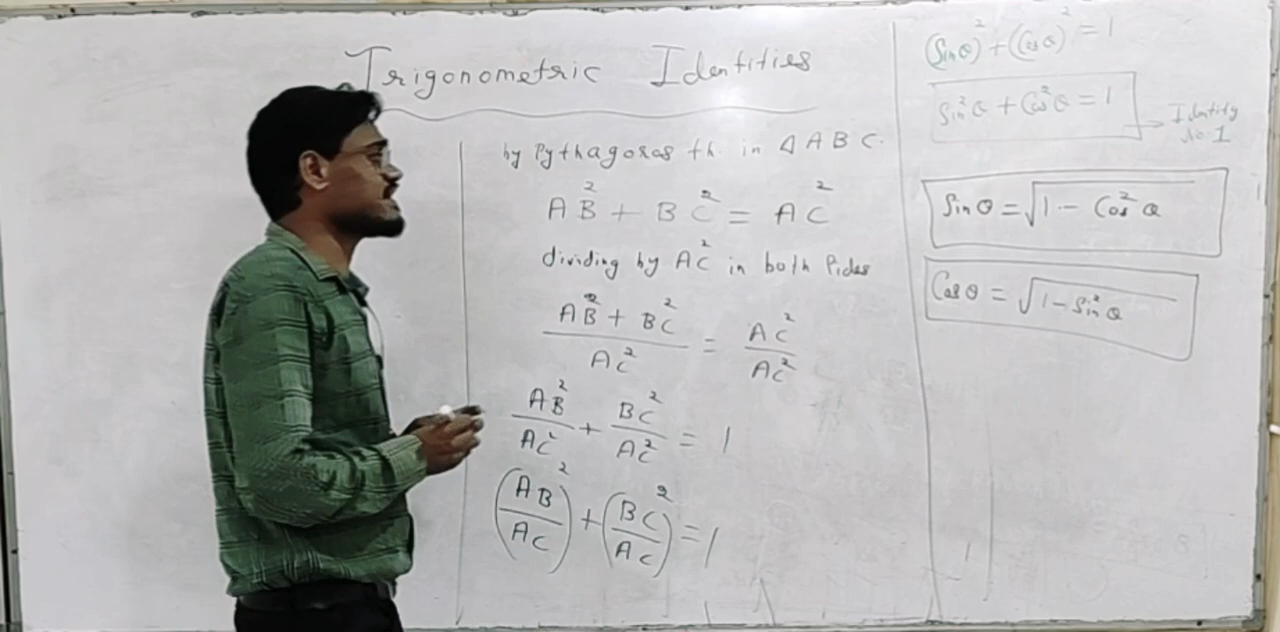 Trigonometric Identities
by Pythagoras th. in △ABC.
AB² + BC² = AC²
dividing by AC² in both Sides
(AB² + BC²)/AC² = AC²/AC²
AB²/AC² + BC²/AC² = 1
(AB/AC)² + (BC/AC)² = 1
(Sinθ)² + (Cosθ)² = 1
Sin²θ + Cos²θ = 1
→ Identity No. 1
Sinθ = √(1 - Cos²θ)
Cosθ = √(1 - Sin²θ)